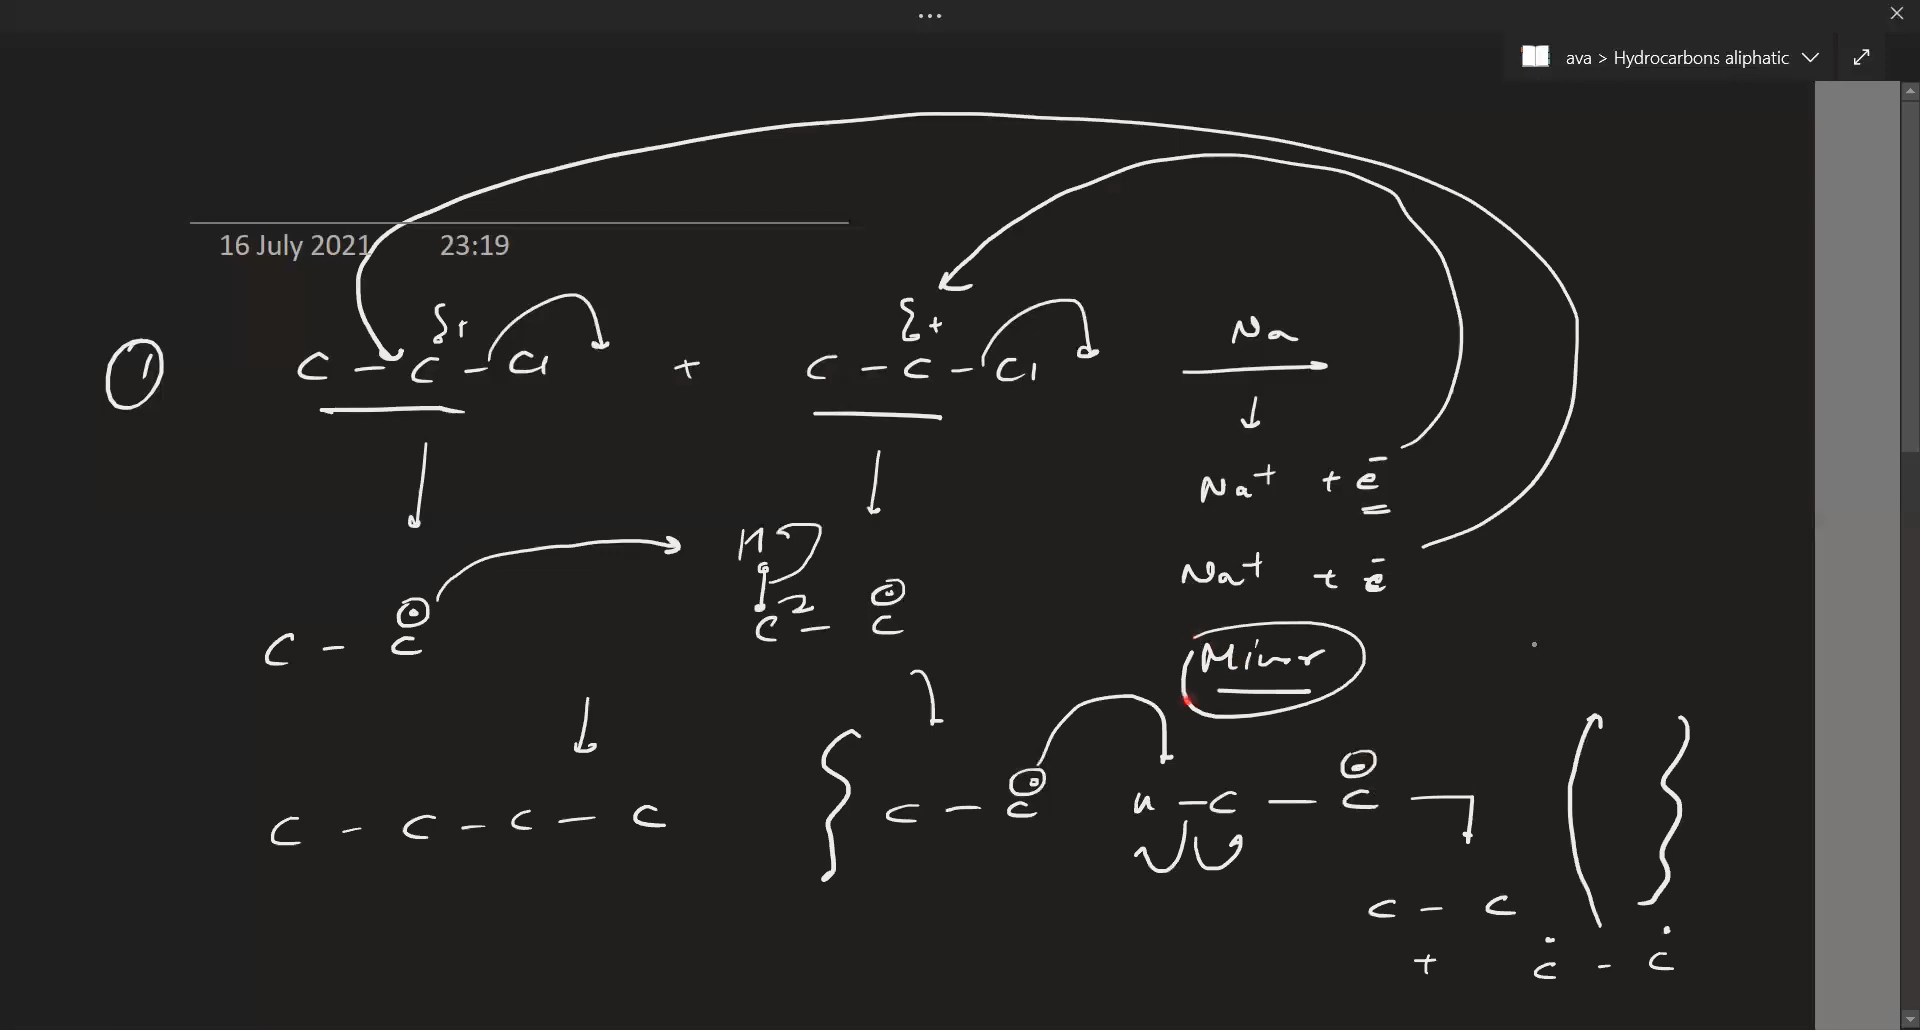 ava > Hydrocarbons aliphatic
16 July 2021 23:19
① C - C - Cl + C - C - Cl Na
δ+ δ+
Na+ + e-
Na+ + e-
H
C - C C - C
Minor
C - C - C - C { C - C H - C - C }
C - C
+ C - C